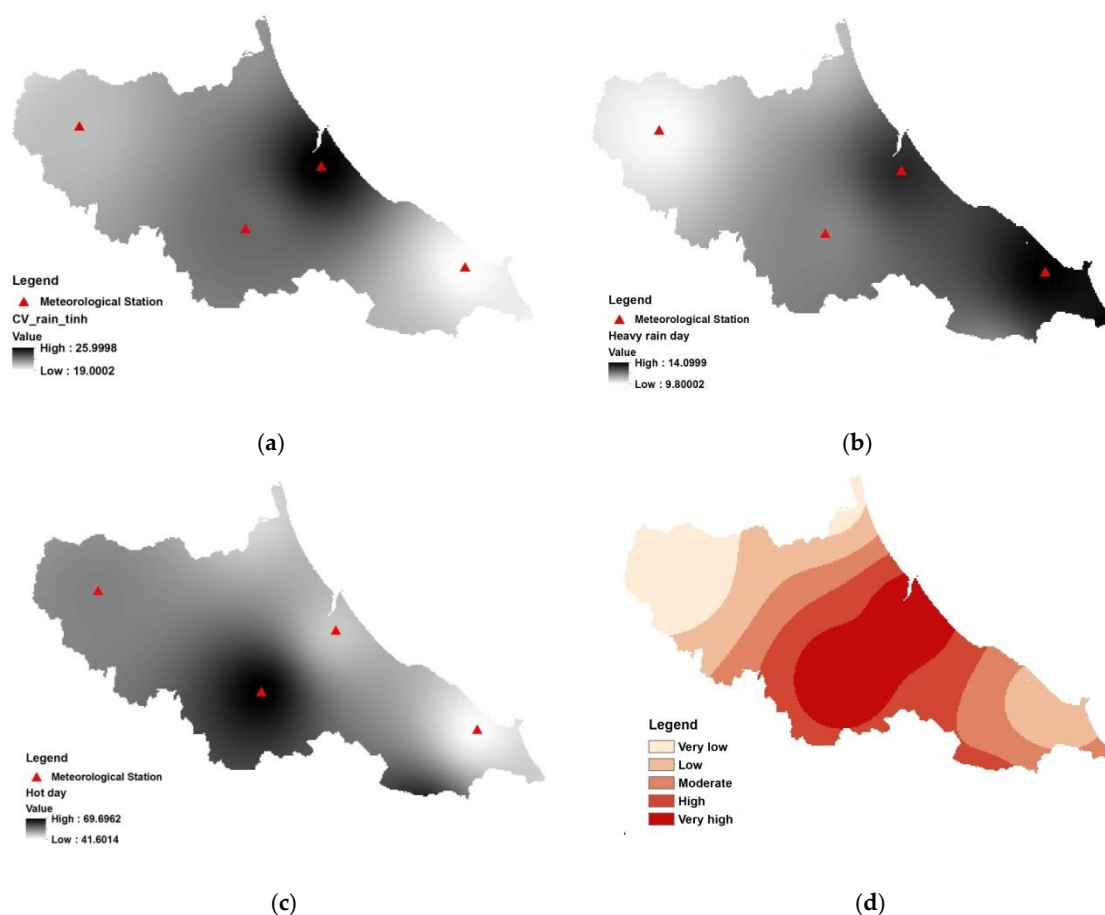 Legend
Meteorological Station
CV_rain_tinh
Value
High : 25.9998
Low : 19.0002
(a)
Legend
Meteorological Station
Heavy rain day
Value
High : 14.0999
Low : 9.80002
(b)
Legend
Meteorological Station
Hot day
Value
High : 69.6962
Low : 41.6014
(c)
Legend
Very low
Low
Moderate
High
Very high
(d)